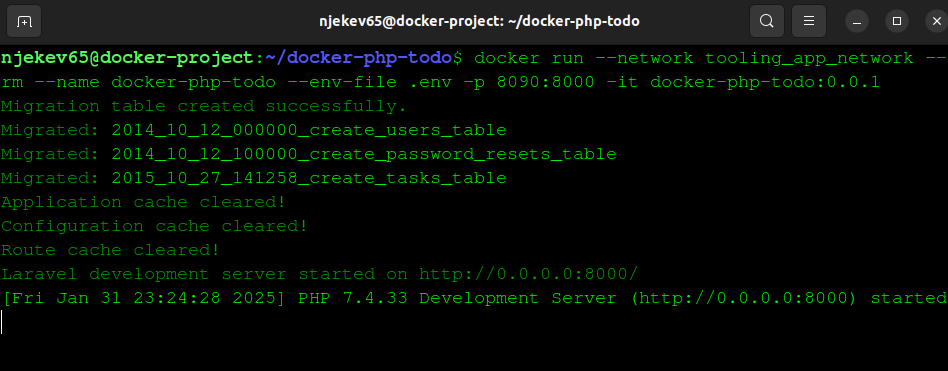 njekev65@docker-project: ~/docker-php-todo
njekev65@docker-project:~/docker-php-todo$ docker run --network tooling_app_network --
rm --name docker-php-todo --env-file .env -p 8090:8000 -it docker-php-todo:0.0.1
Migration table created successfully.
Migrated: 2014_10_12_000000_create_users_table
Migrated: 2014_10_12_100000_create_password_resets_table
Migrated: 2015_10_27_141258_create_tasks_table
Application cache cleared!
Configuration cache cleared!
Route cache cleared!
Laravel development server started on http://0.0.0.0:8000/
[Fri Jan 31 23:24:28 2025] PHP 7.4.33 Development Server (http://0.0.0.0:8000) started